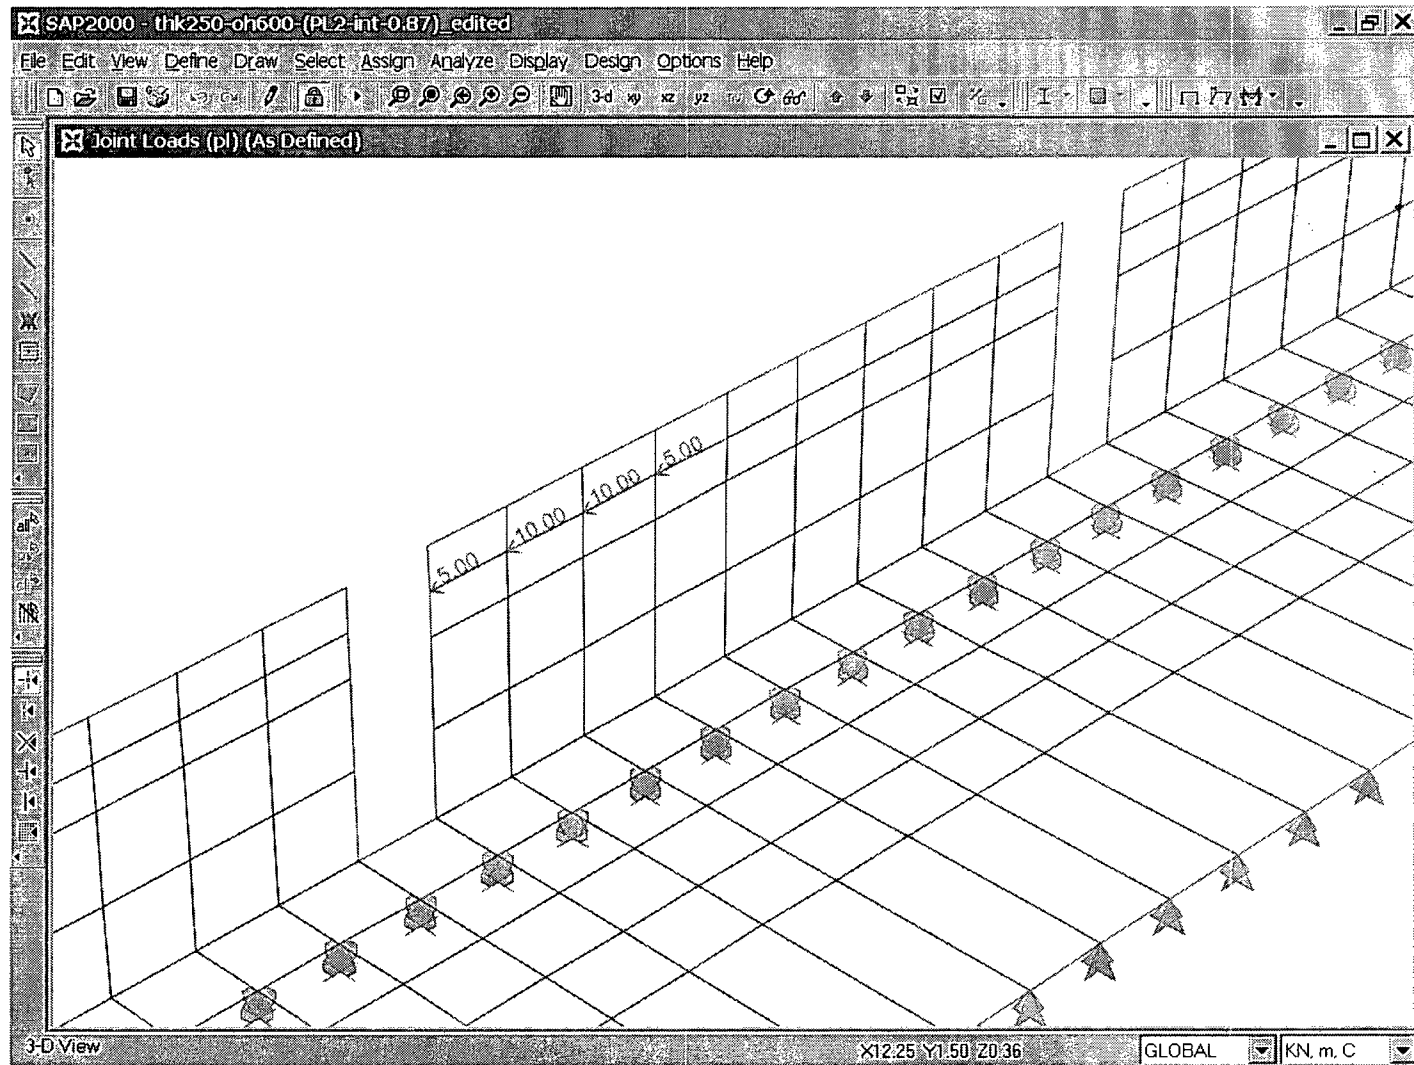 SAP2000 - thk250-oh600-(PL2-int-0.87)_edited
File Edit View Define Draw Select Assign Analyze Display Design Options Help
3-d xy xz yz
Joint Loads (pl) (As Defined)
all
5.00
10.00
10.00
5.00
3-D View
X12.25 Y1.50 Z0.36
GLOBAL
KN, m, C